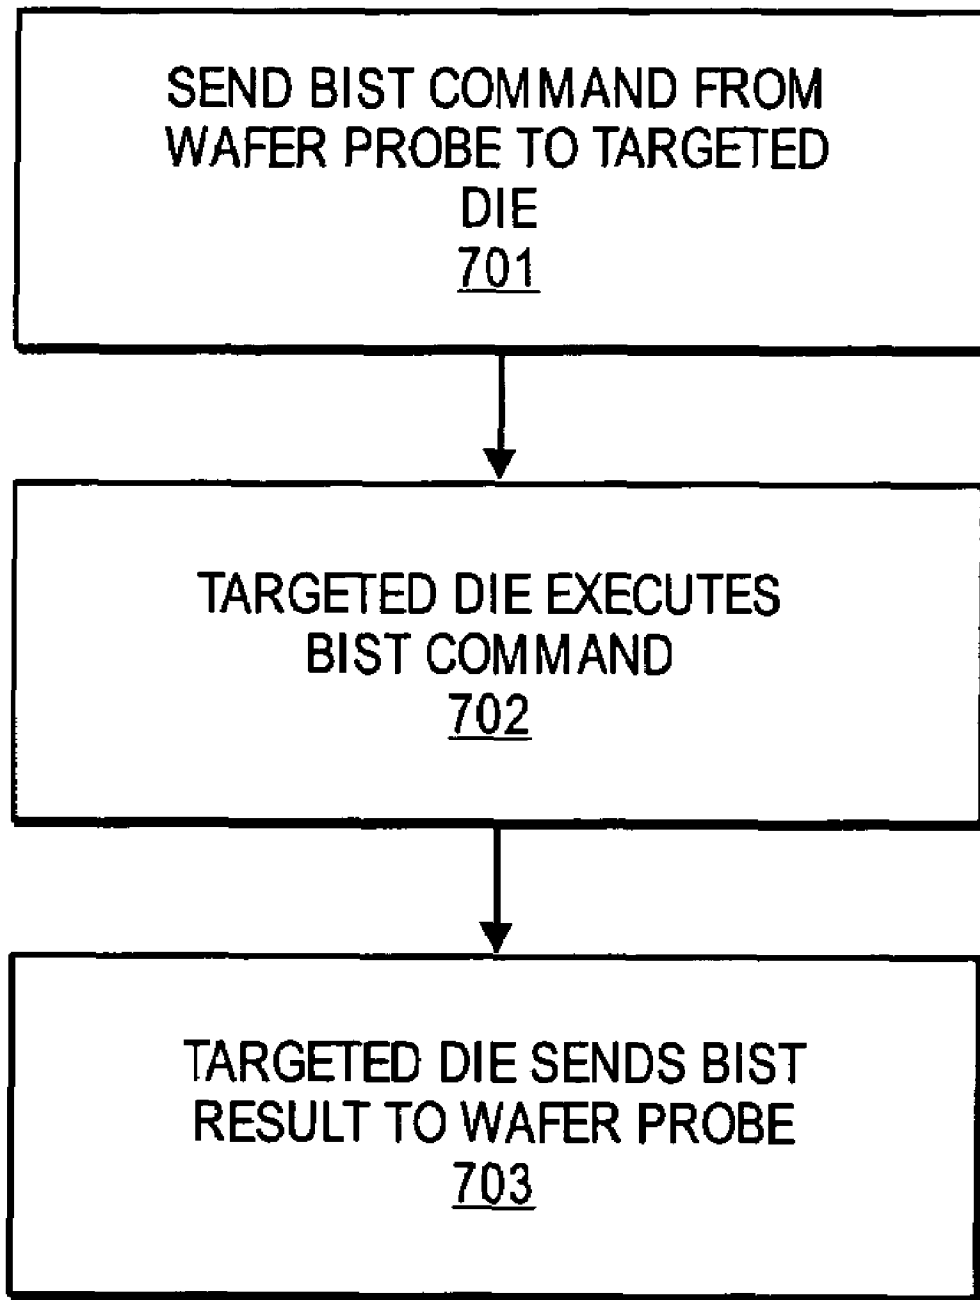 SEND BIST COMMAND FROM
WAFER PROBE TO TARGETED
DIE
701
TARGETED DIE EXECUTES
BIST COMMAND
702
TARGETED DIE SENDS BIST
RESULT TO WAFER PROBE
703